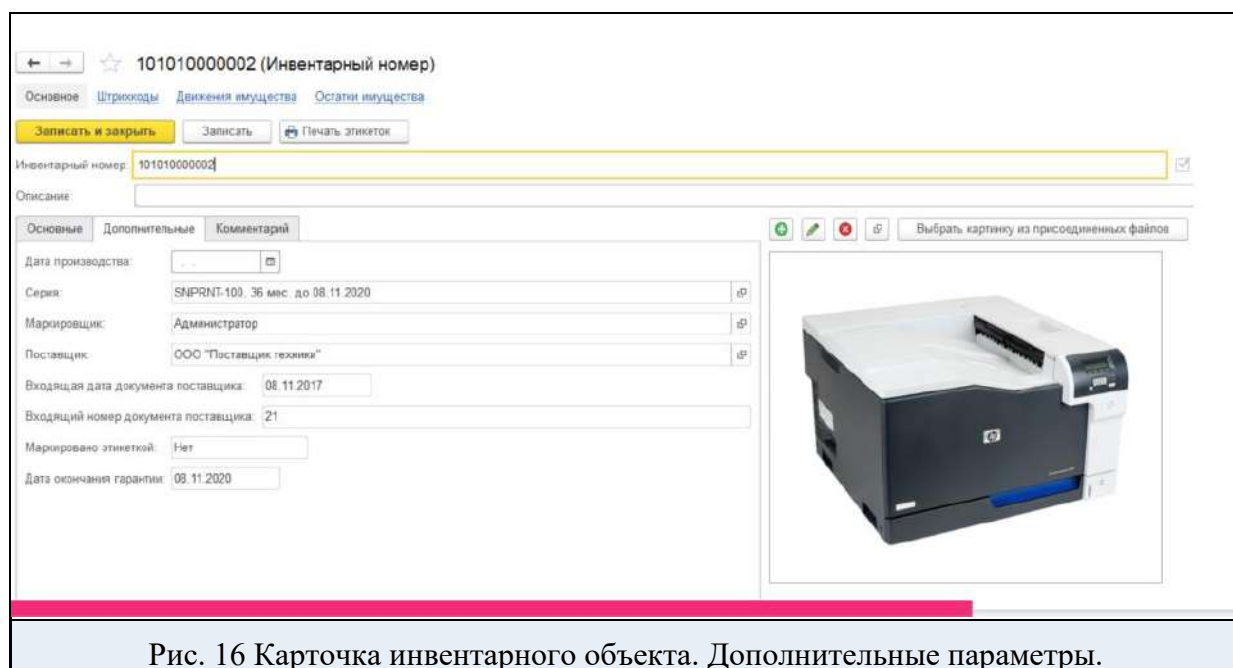 101010000002 (Инвентарный номер)
Основное Штрихкоды Движения имущества Остатки имущества
Записать и закрыть Записать Печать этикеток
Инвентарный номер: 101010000002
Описание:
Основные Дополнительные Комментарий Выбрать картинку из присоединенных файлов
Дата производства: . .
Серия: SNPRNT-100, 36 мес. до 08.11.2020
Маркировщик: Администратор
Поставщик: ООО "Поставщик техники"
Входящая дата документа поставщика: 08.11.2017
Входящий номер документа поставщика: 21
Маркировано этикеткой: Нет
Дата окончания гарантии: 08.11.2020
hp
Рис. 16 Карточка инвентарного объекта. Дополнительные параметры.